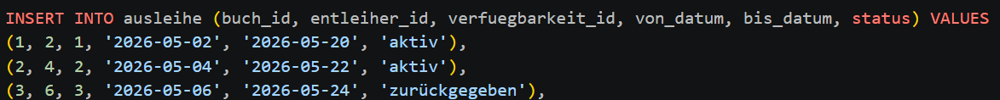 INSERT INTO ausleihe (buch_id, entleiher_id, verfuegbarkeit_id, von_datum, bis_datum, status) VALUES
(1, 2, 1, '2026-05-02', '2026-05-20', 'aktiv'),
(2, 4, 2, '2026-05-04', '2026-05-22', 'aktiv'),
(3, 6, 3, '2026-05-06', '2026-05-24', 'zurückgegeben'),